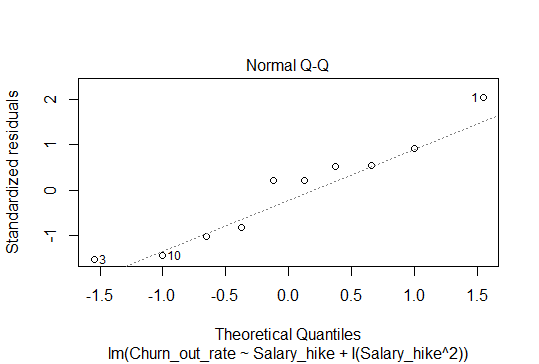 Normal Q-Q
Standardized residuals
2
1
0
-1
1
3
10
-1.5 -1.0 -0.5 0.0 0.5 1.0 1.5
Theoretical Quantiles
lm(Churn_out_rate ~ Salary_hike + I(Salary_hike^2))